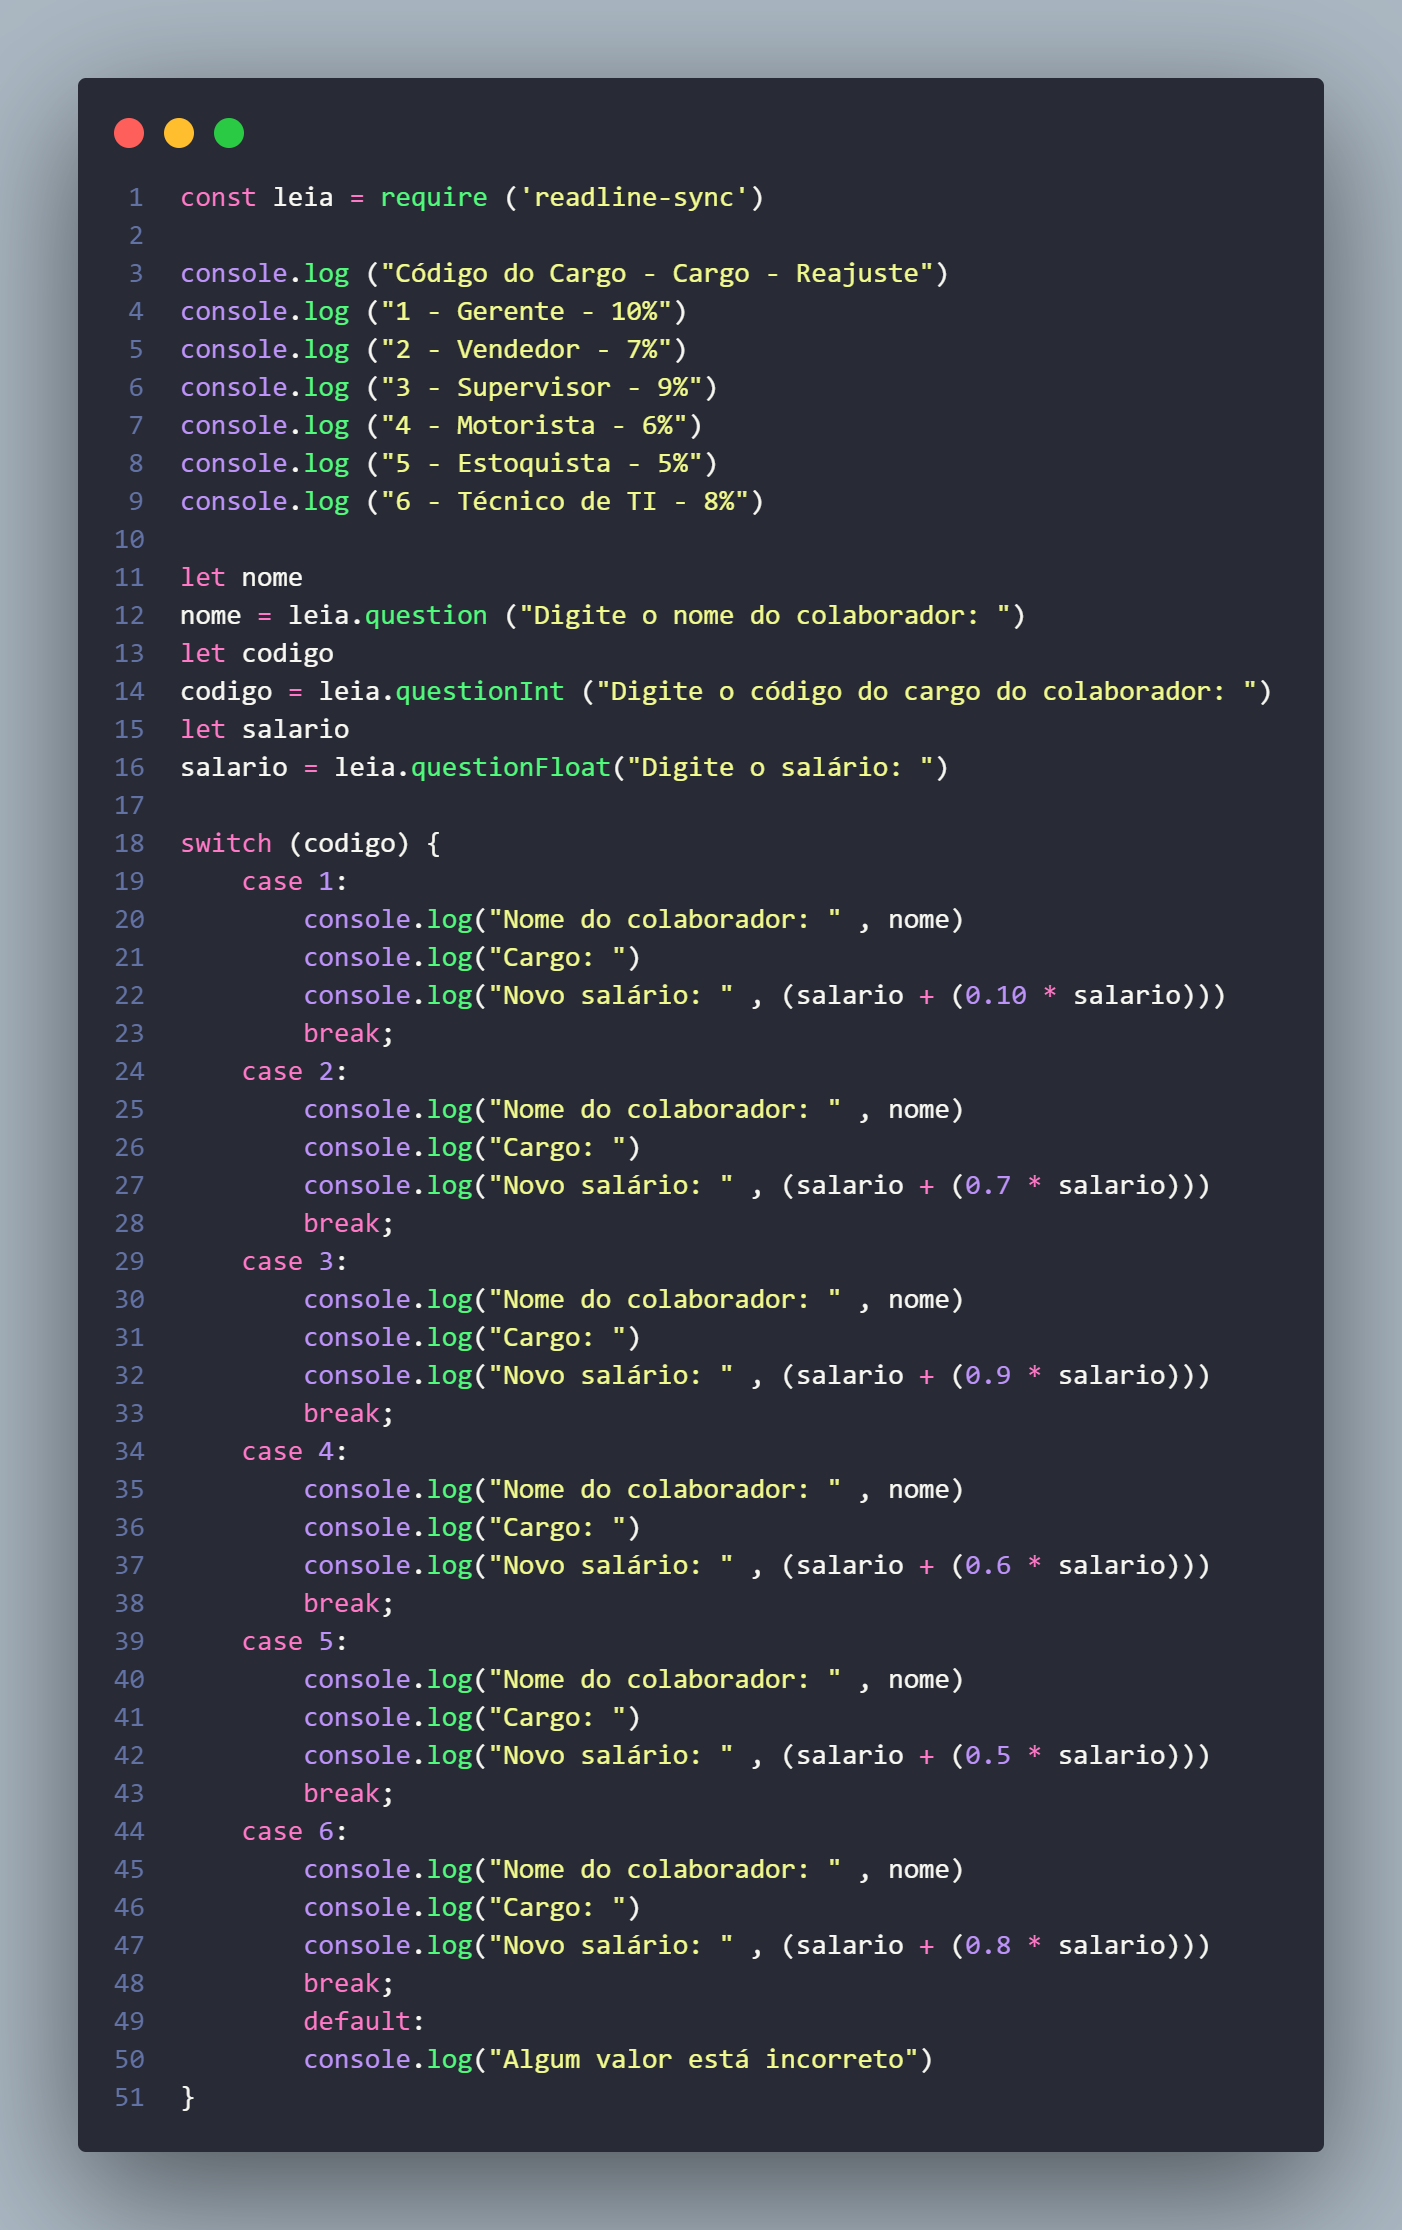 1 const leia = require ('readline-sync')
2
3 console.log ("Código do Cargo - Cargo - Reajuste")
4 console.log ("1 - Gerente - 10%")
5 console.log ("2 - Vendedor - 7%")
6 console.log ("3 - Supervisor - 9%")
7 console.log ("4 - Motorista - 6%")
8 console.log ("5 - Estoquista - 5%")
9 console.log ("6 - Técnico de TI - 8%")
10
11 let nome
12 nome = leia.question ("Digite o nome do colaborador: ")
13 let codigo
14 codigo = leia.questionInt ("Digite o código do cargo do colaborador: ")
15 let salario
16 salario = leia.questionFloat("Digite o salário: ")
17
18 switch (codigo) {
19     case 1:
20         console.log("Nome do colaborador: " , nome)
21         console.log("Cargo: ")
22         console.log("Novo salário: " , (salario + (0.10 * salario)))
23         break;
24     case 2:
25         console.log("Nome do colaborador: " , nome)
26         console.log("Cargo: ")
27         console.log("Novo salário: " , (salario + (0.7 * salario)))
28         break;
29     case 3:
30         console.log("Nome do colaborador: " , nome)
31         console.log("Cargo: ")
32         console.log("Novo salário: " , (salario + (0.9 * salario)))
33         break;
34     case 4:
35         console.log("Nome do colaborador: " , nome)
36         console.log("Cargo: ")
37         console.log("Novo salário: " , (salario + (0.6 * salario)))
38         break;
39     case 5:
40         console.log("Nome do colaborador: " , nome)
41         console.log("Cargo: ")
42         console.log("Novo salário: " , (salario + (0.5 * salario)))
43         break;
44     case 6:
45         console.log("Nome do colaborador: " , nome)
46         console.log("Cargo: ")
47         console.log("Novo salário: " , (salario + (0.8 * salario)))
48         break;
49         default:
50         console.log("Algum valor está incorreto")
51 }